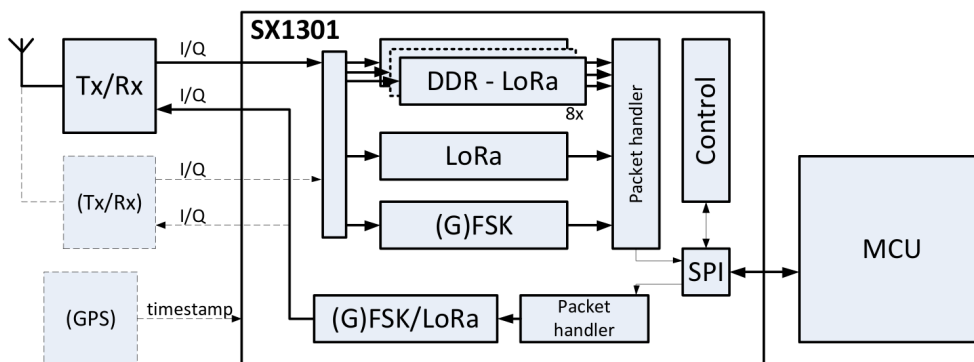 SX1301
I/Q
Tx/Rx
I/Q
DDR - LoRa
8x
Packet handler
Control
LoRa
I/Q
(Tx/Rx)
I/Q
(G)FSK
MCU
SPI
(GPS)
timestamp
(G)FSK/LoRa
Packet
handler